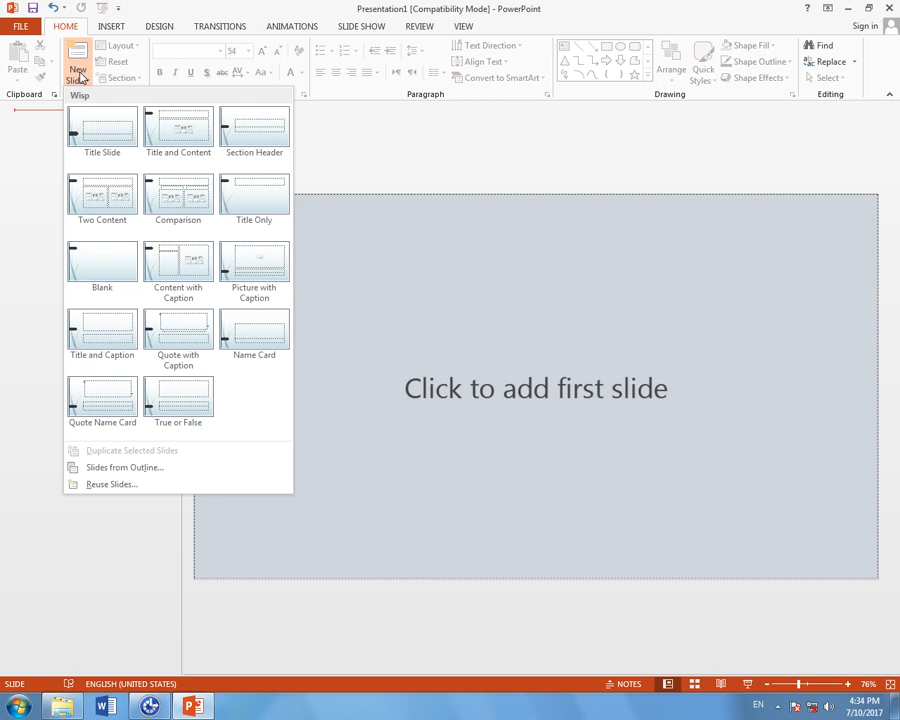 Presentation1 [Compatibility Mode] - PowerPoint
FILE HOME INSERT DESIGN TRANSITIONS ANIMATIONS SLIDE SHOW REVIEW VIEW Sign in
Paste
New
Slide
Layout
Reset
Section
54
B I U S abc AV Aa A
Text Direction
Align Text
Convert to SmartArt
Arrange
Quick
Styles
Shape Fill
Shape Outline
Shape Effects
Find
Replace
Select
Clipboard Paragraph Drawing Editing
Wisp
Title Slide Title and Content Section Header
Two Content Comparison Title Only
Blank Content with Caption Picture with Caption
Title and Caption Quote with Caption Name Card
Quote Name Card True or False
Duplicate Selected Slides
Slides from Outline...
Reuse Slides...
Click to add first slide
SLIDE ENGLISH (UNITED STATES) NOTES 76%
EN
4:34 PM
7/10/2017